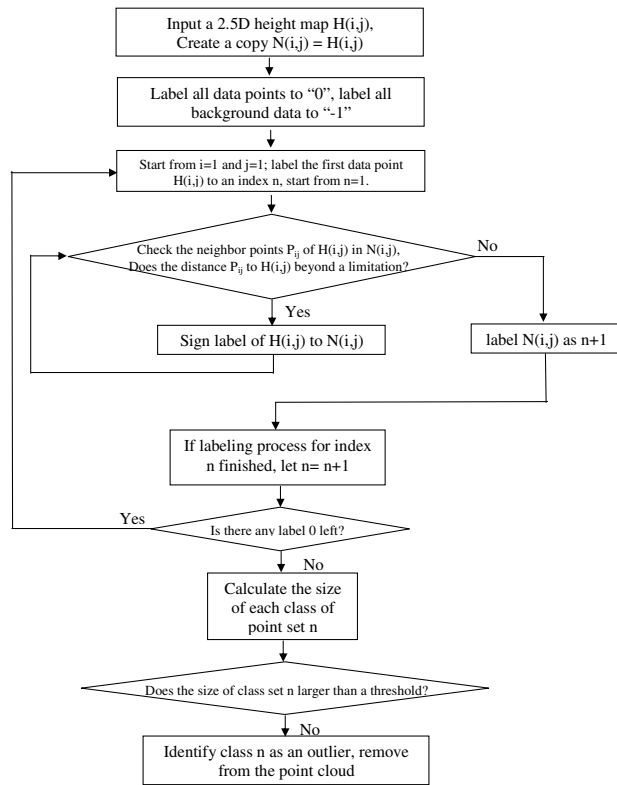 Input a 2.5D height map H(i,j),
Create a copy N(i,j) = H(i,j)
Label all data points to “0”, label all
background data to “-1”
Start from i=1 and j=1; label the first data point
H(i,j) to an index n, start from n=1.
Check the neighbor points Pij of H(i,j) in N(i,j),
Does the distance Pij to H(i,j) beyond a limitation?
No
Yes
Sign label of H(i,j) to N(i,j)
label N(i,j) as n+1
If labeling process for index
n finished, let n= n+1
Yes
Is there any label 0 left?
No
Calculate the size
of each class of
point set n
Does the size of class set n larger than a threshold?
No
Identify class n as an outlier, remove
from the point cloud